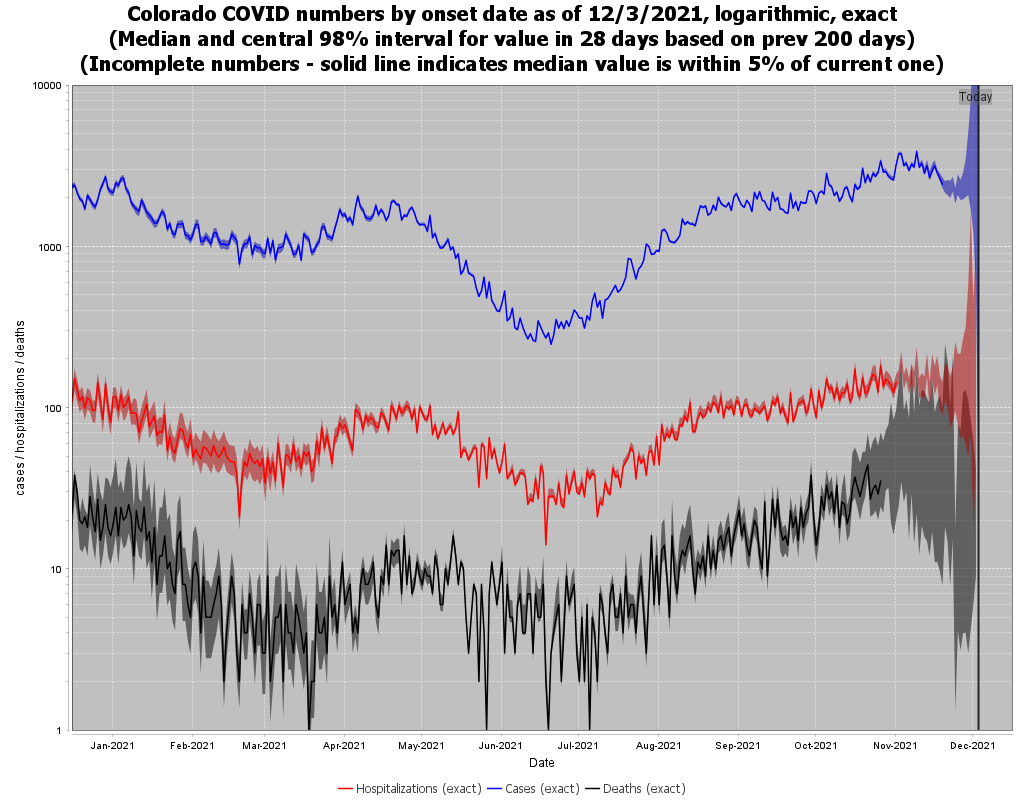 Colorado COVID numbers by onset date as of 12/3/2021, logarithmic, exact
(Median and central 98% interval for value in 28 days based on prev 200 days)
(Incomplete numbers - solid line indicates median value is within 5% of current one)
Today
10000
1000
100
10
1
cases / hospitalizations / deaths
Jan-2021 Feb-2021 Mar-2021 Apr-2021 May-2021 Jun-2021 Jul-2021 Aug-2021 Sep-2021 Oct-2021 Nov-2021 Dec-2021
Date
Hospitalizations (exact) Cases (exact) Deaths (exact)